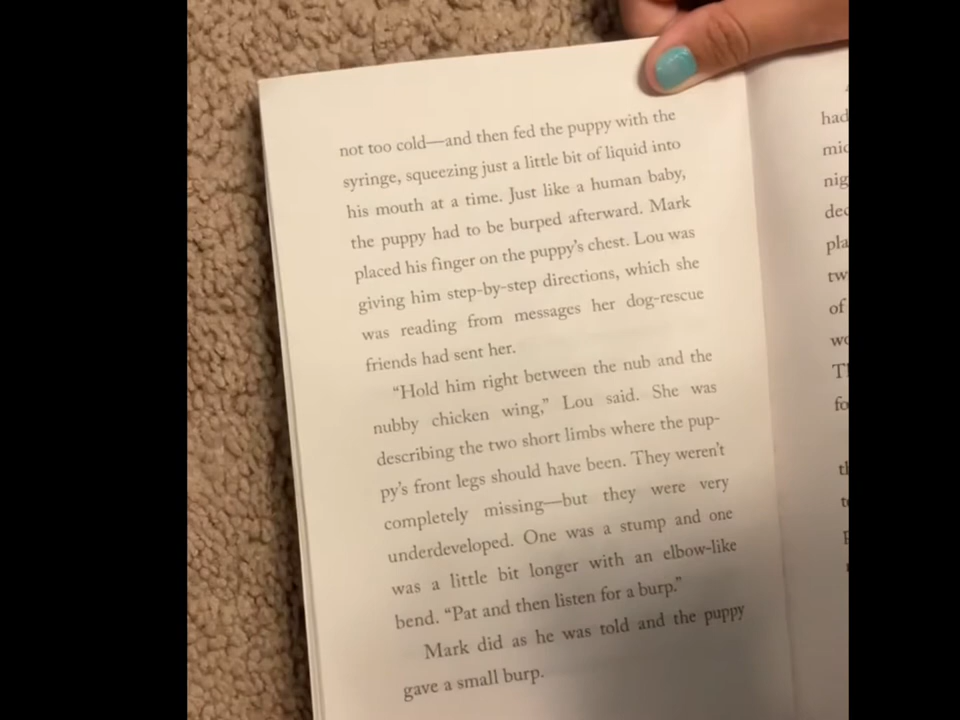 not too cold—and then fed the puppy with the
syringe, squeezing just a little bit of liquid into
his mouth at a time. Just like a human baby,
the puppy had to be burped afterward. Mark
placed his finger on the puppy's chest. Lou was
giving him step-by-step directions, which she
was reading from messages her dog-rescue
friends had sent her.
“Hold him right between the nub and the
nubby chicken wing,” Lou said. She was
describing the two short limbs where the pup-
py's front legs should have been. They weren't
completely missing—but they were very
underdeveloped. One was a stump and one
was a little bit longer with an elbow-like
bend. “Pat and then listen for a burp.”
Mark did as he was told and the puppy
gave a small burp.
had
of